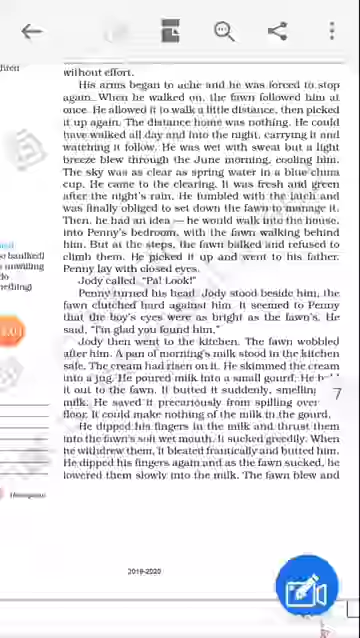 without effort.
His arms began to ache and he was forced to stop
again. When he walked on, the fawn followed him at
once. He allowed it to walk a little distance, then picked
it up again. The distance home was nothing. He could
have walked all day and into the night, carrying it and
watching it follow. He was wet with sweat but a light
breeze blew through the June morning, cooling him.
The sky was as clear as spring water in a blue china
cup. He came to the clearing. It was fresh and green
after the night's rain. He fumbled with the latch and
was finally obliged to set down the fawn to manage it.
Then, he had an idea — he would walk into the house,
into Penny's bedroom, with the fawn walking behind
him. But at the steps, the fawn balked and refused to
climb them. He picked it up and went to his father.
Penny lay with closed eyes.
Jody called, "Pa! Look!"
Penny turned his head. Jody stood beside him, the
fawn clutched hard against him. It seemed to Penny
that the boy's eyes were as bright as the fawn's. He
said, "I'm glad you found him."
Jody then went to the kitchen. The fawn wobbled
after him. A pan of morning's milk stood in the kitchen
safe. The cream had risen on it. He skimmed the cream
into a jug. He poured milk into a small gourd. He
it out to the fawn. It butted it suddenly, smelling 7
milk. He saved it precariously from spilling over
floor. It could make nothing of the milk in the gourd.
He dipped his fingers in the milk and thrust them
into the fawn's soft wet mouth. It sucked greedily. When
he withdrew them, it bleated frantically and butted him.
He dipped his fingers again and as the fawn sucked, he
lowered them slowly into the milk. The fawn blew and
2019-2020